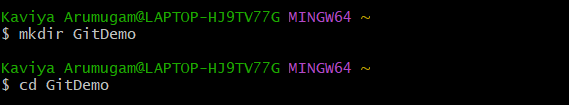 Kaviya Arumugam@LAPTOP-HJ9TV77G MINGW64 ~
$ mkdir GitDemo
Kaviya Arumugam@LAPTOP-HJ9TV77G MINGW64 ~
$ cd GitDemo